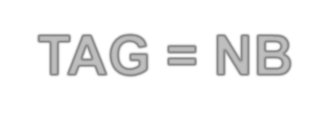 TAG = NB